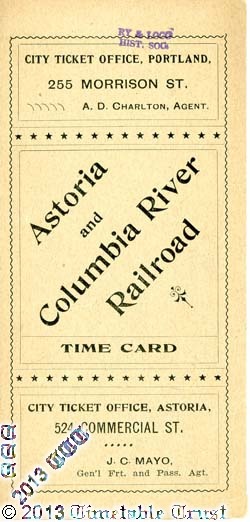 RY & LOCO
HIST. SOC
CITY TICKET OFFICE, PORTLAND,
255 MORRISON ST.
A. D. CHARLTON, AGENT.
Astoria
and
Columbia River
Railroad
TIME CARD
CITY TICKET OFFICE, ASTORIA,
524 COMMERCIAL ST.
J. C. MAYO,
Gen'l Frt. and Pass. Agt.
2013
© 2013 Timetable Trust